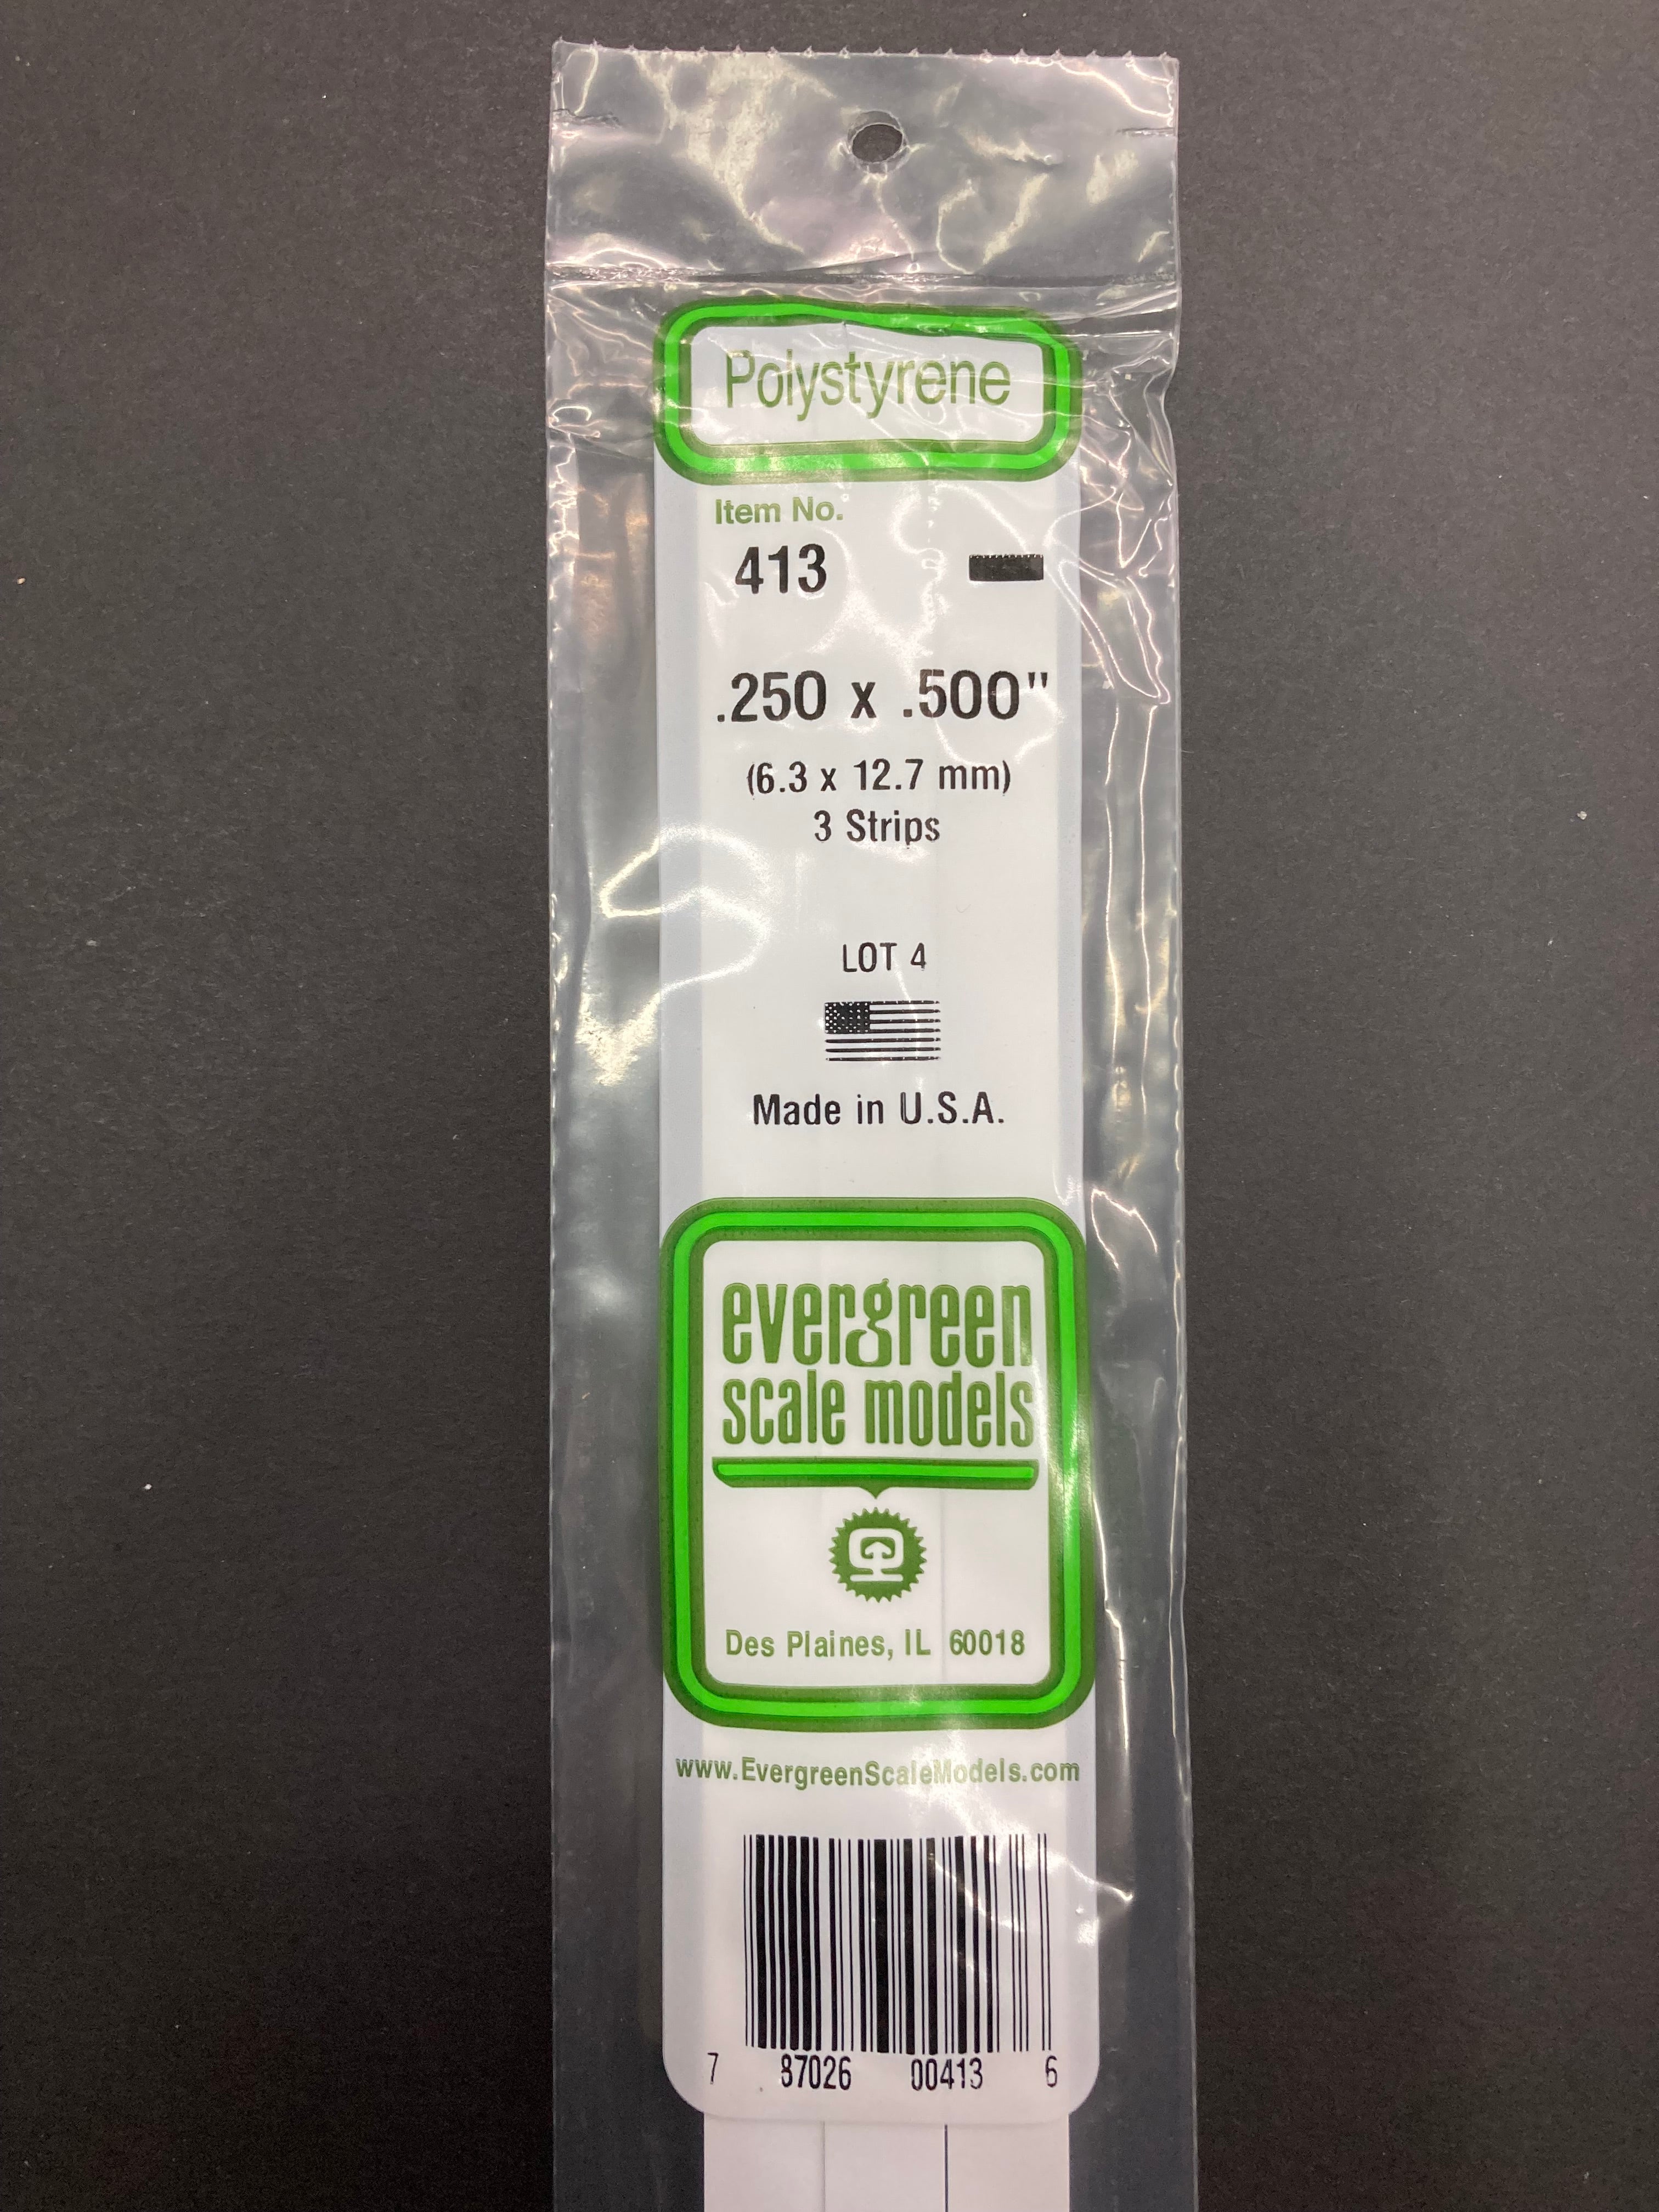 Polystyrene
Item No.
413
.250 x .500"
(6.3 x 12.7 mm)
3 Strips
LOT 4
Made in U.S.A.
evergreen
scale models
Des Plaines, IL 60018
www.EvergreenScaleModels.com
7 87026 00413 6